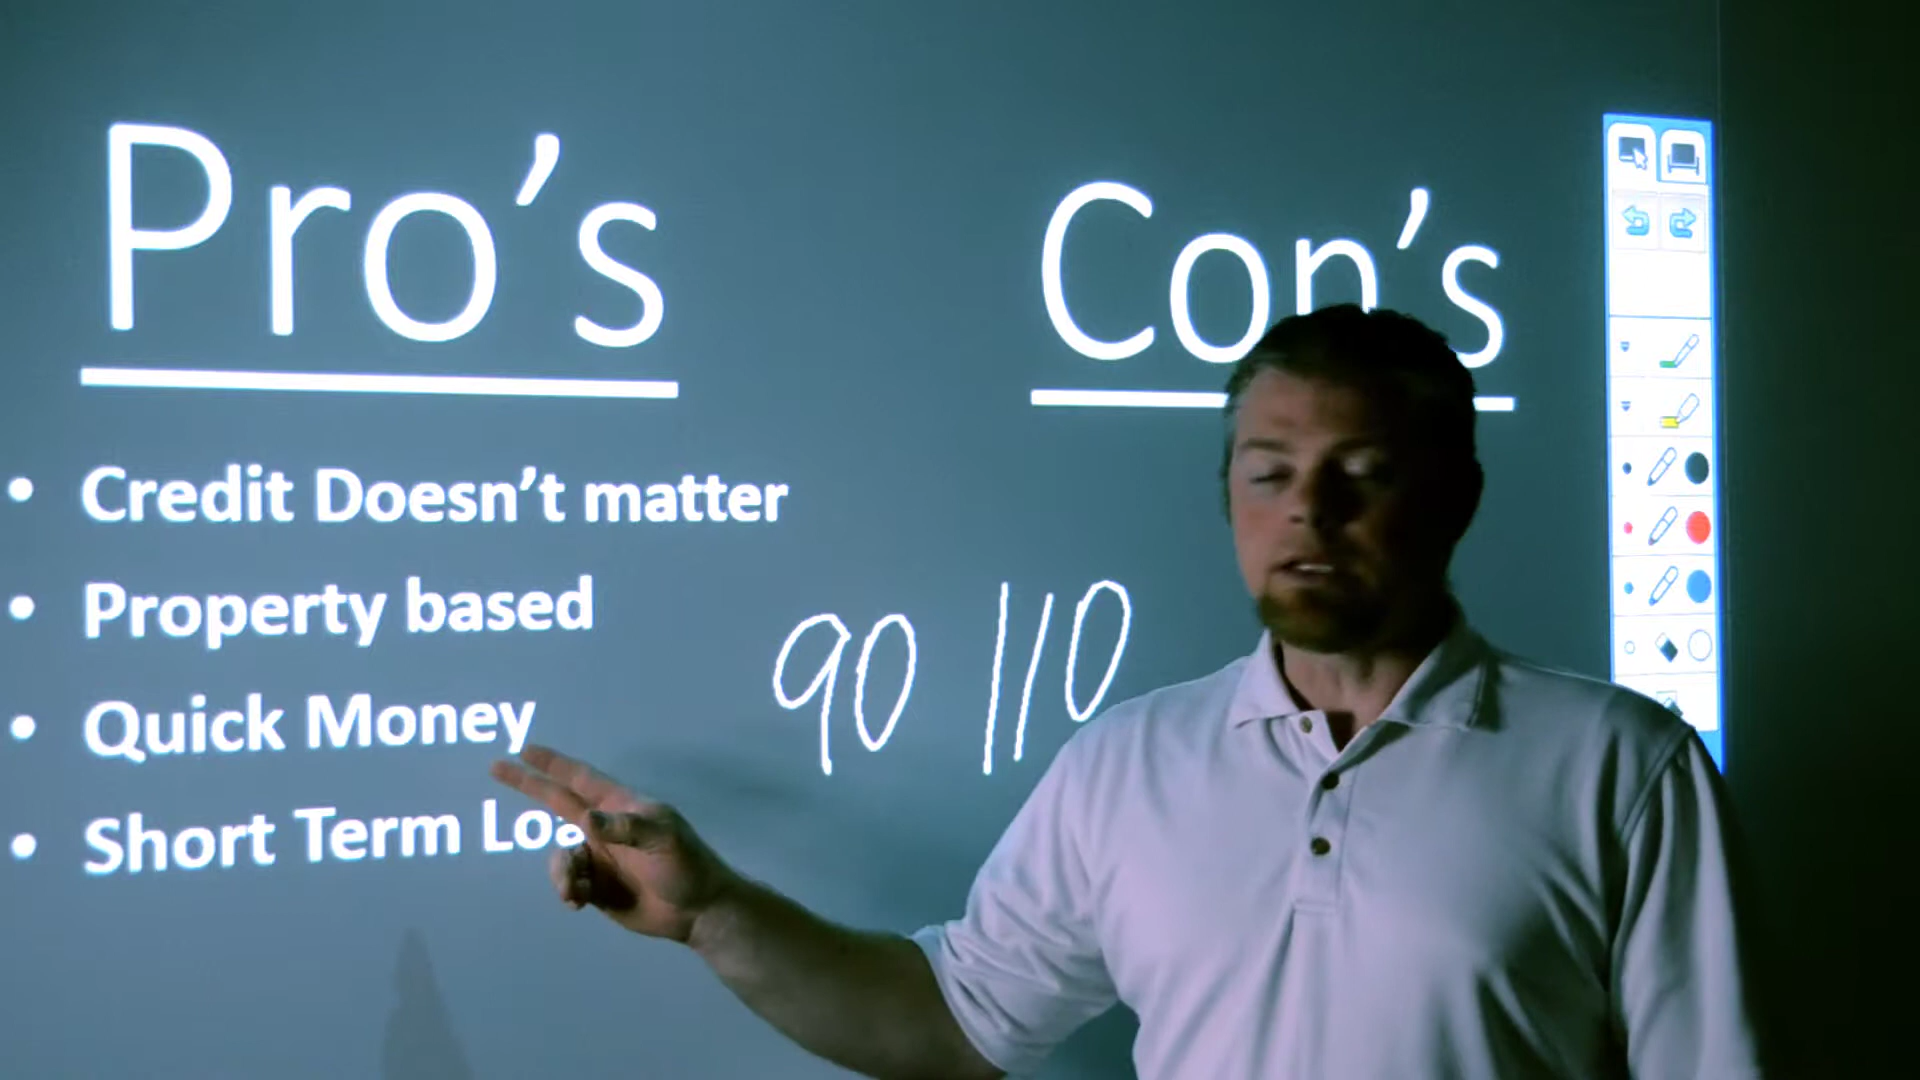 Pro's
Con's
• Credit Doesn't matter
• Property based
90 110
• Quick Money
• Short Term